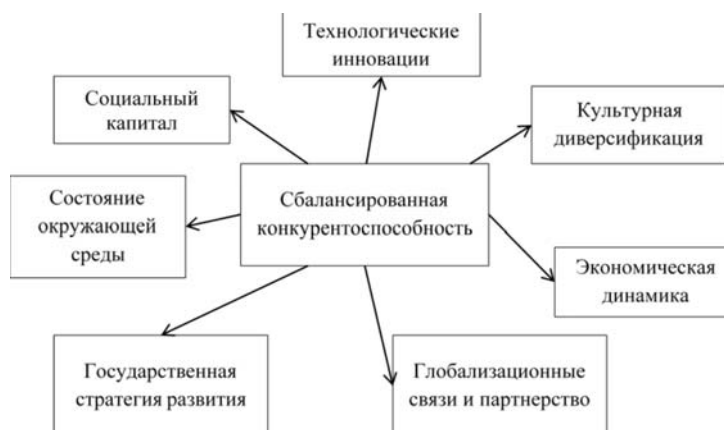 Технологические
инновации
Социальный
капитал
Культурная
диверсификация
Сбалансированная
конкурентоспособность
Состояние
окружающей
среды
Экономическая
динамика
Государственная
стратегия развития
Глобализационные
связи и партнерство